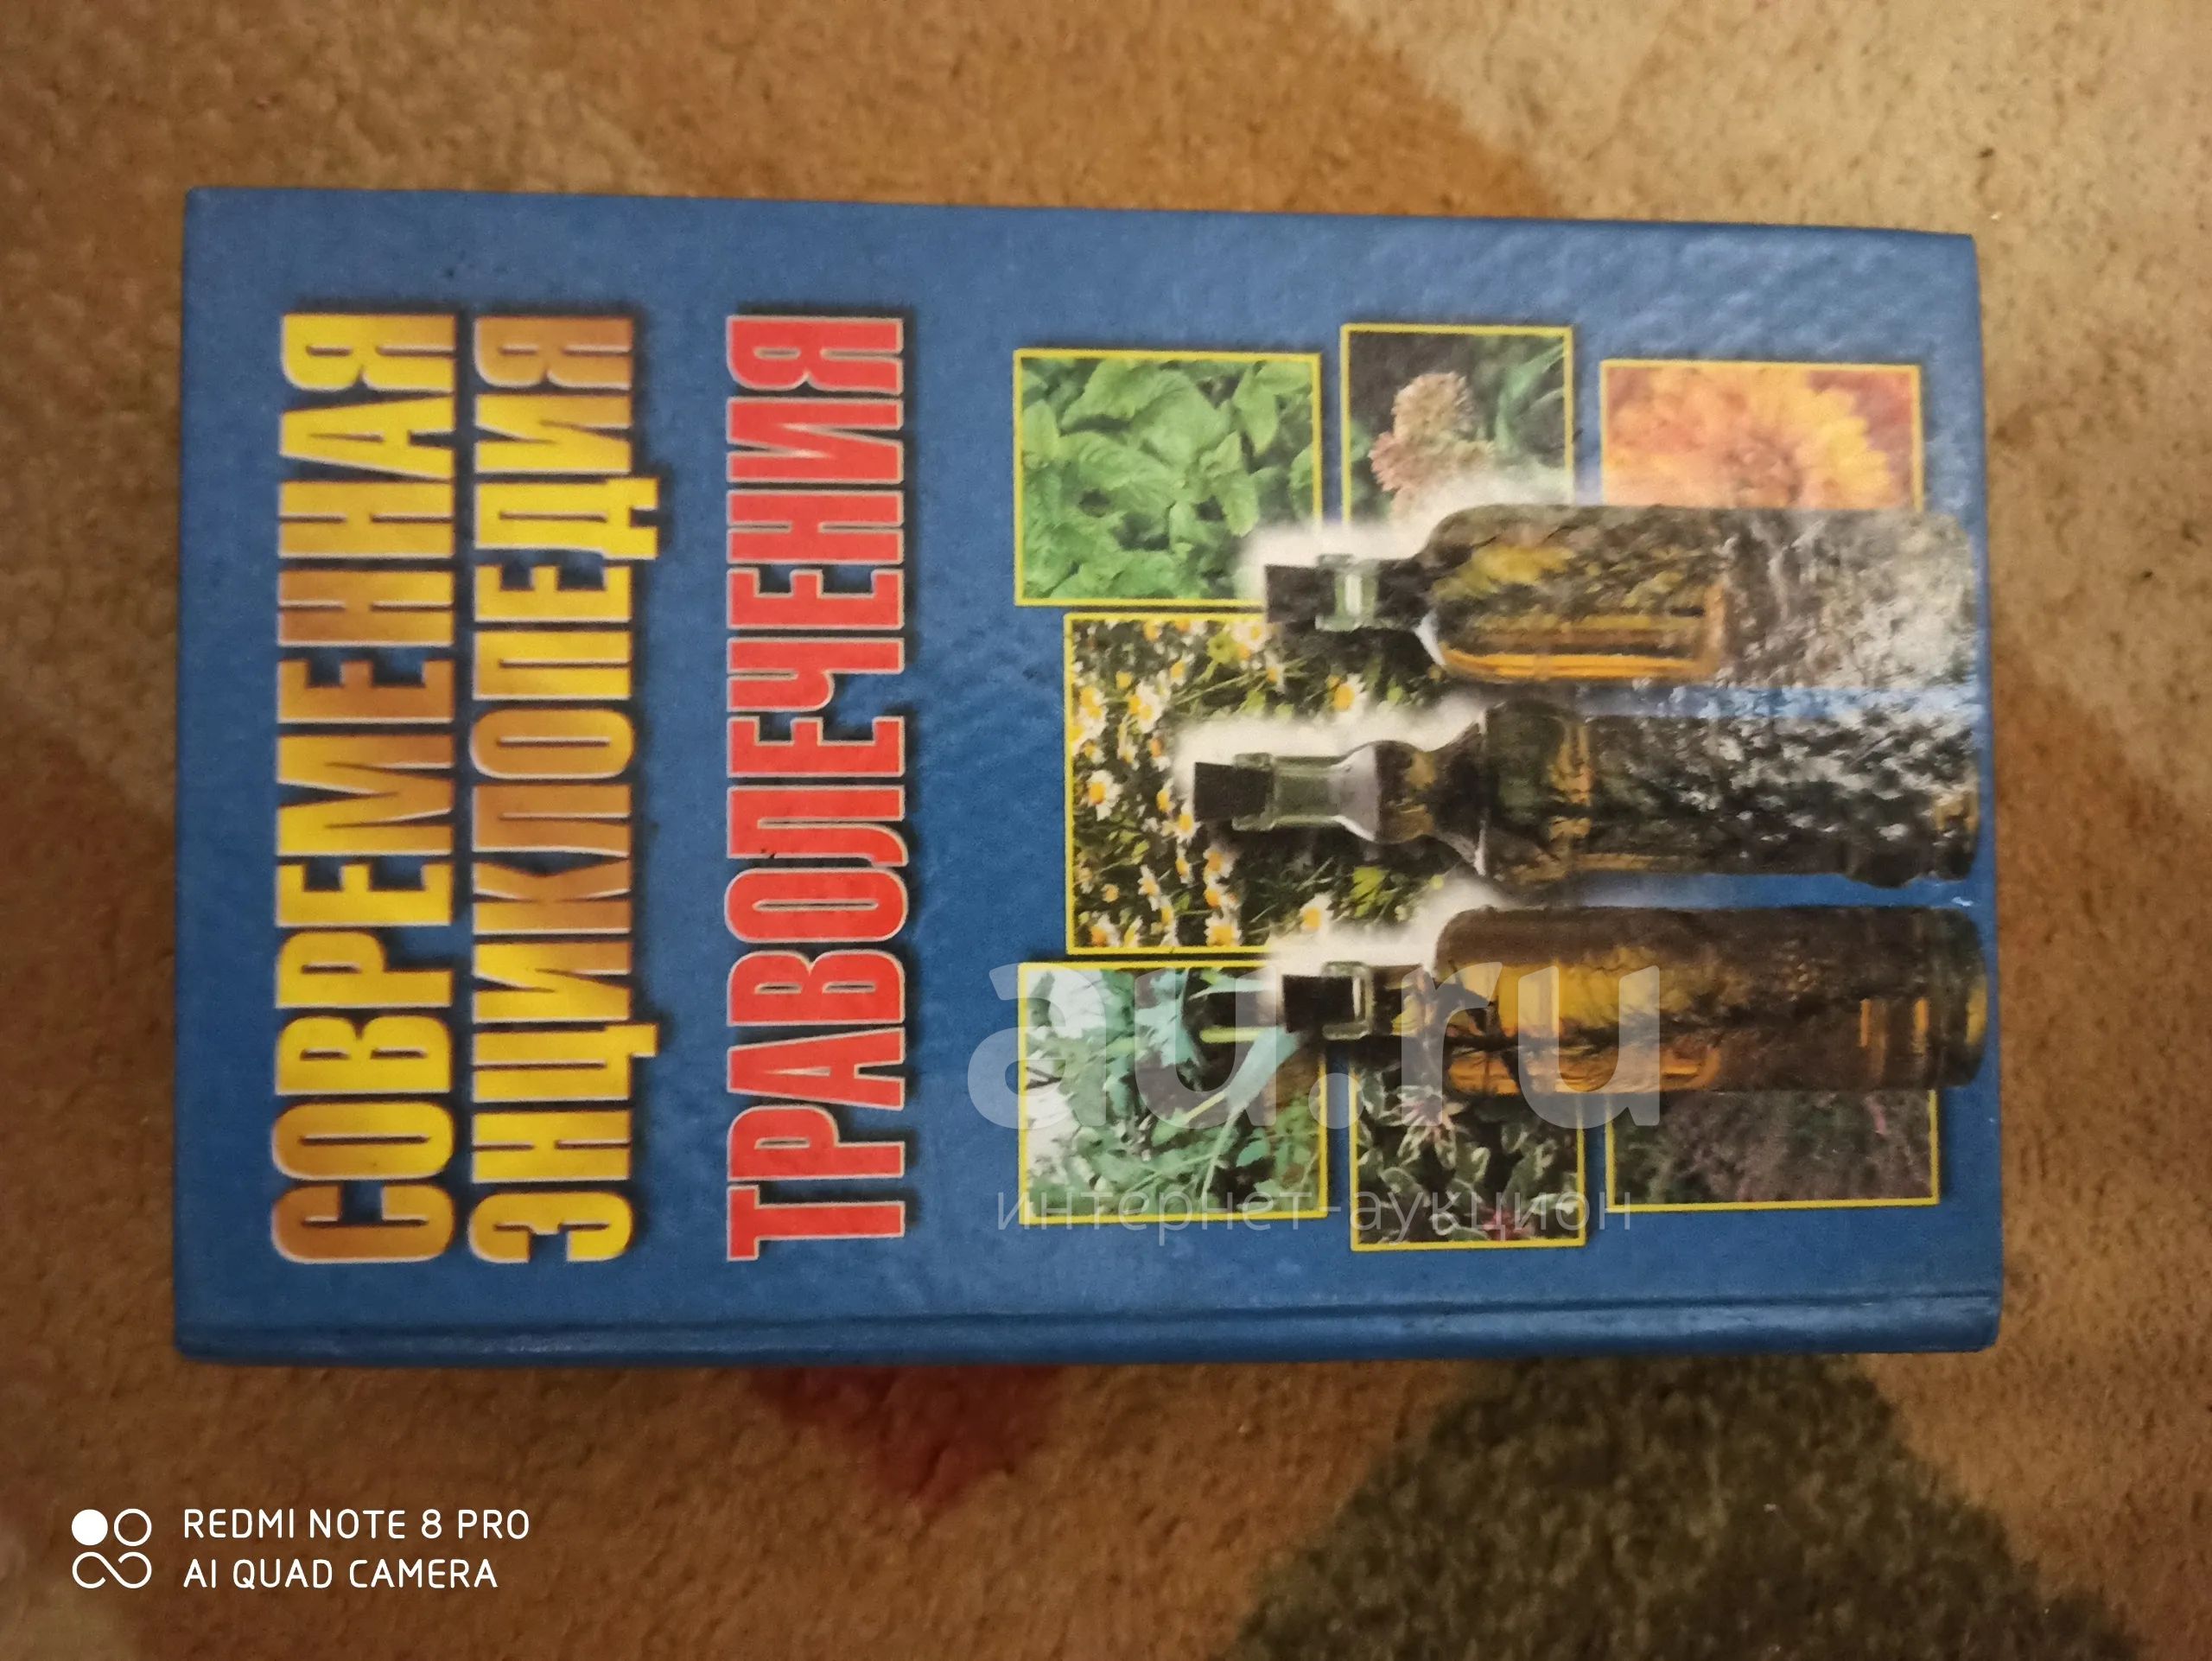 СОВРЕМЕННАЯ
ЭНЦИКЛОПЕДИЯ
ТРАВОЛЕЧЕНИЯ
au.ru
интернет-аукцион
REDMI NOTE 8 PRO
AI QUAD CAMERA